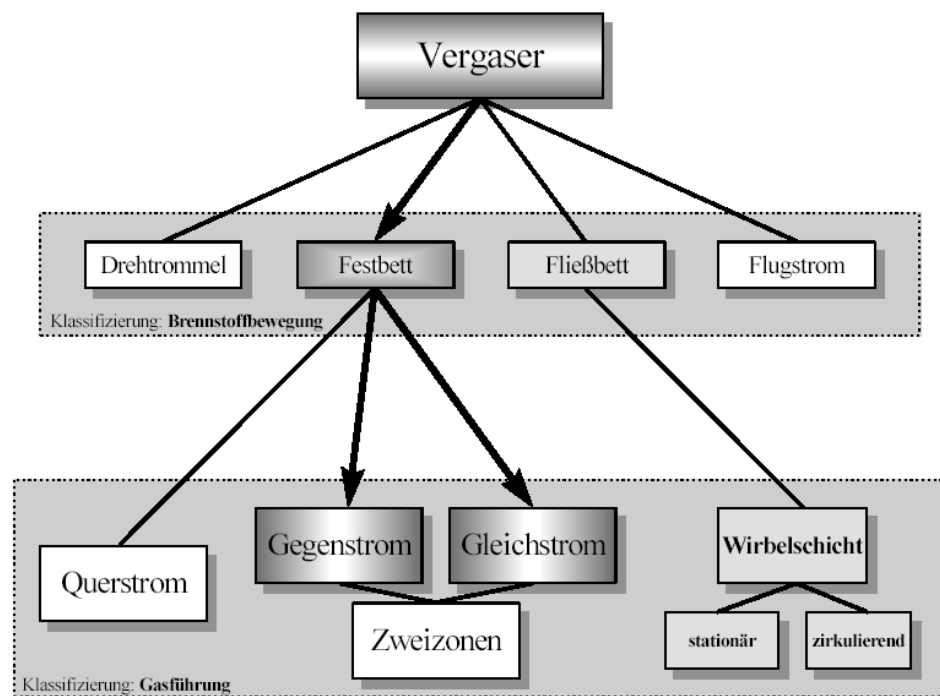 Vergaser
Drehtrommel
Festbett
Fließbett
Flugstrom
Klassifizierung: Brennstoffbewegung
Querstrom
Gegenstrom
Gleichstrom
Wirbelschicht
Zweizonen
stationär
zirkulierend
Klassifizierung: Gasführung